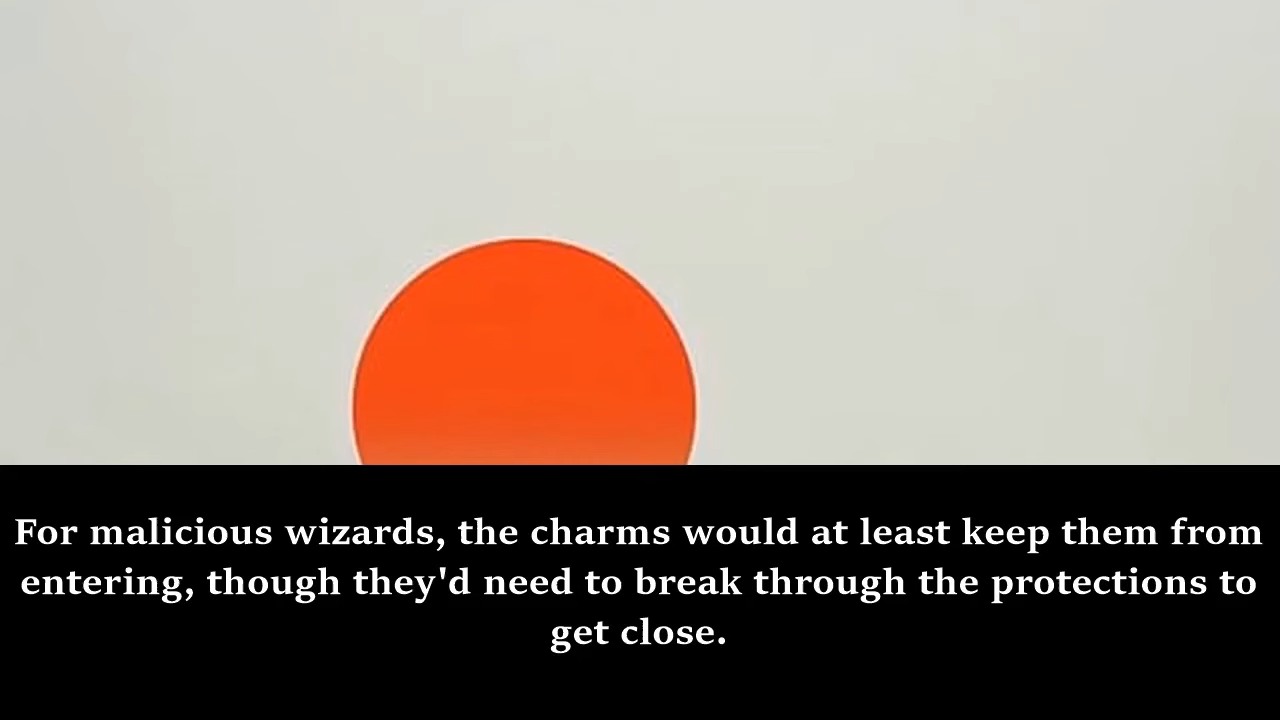 For malicious wizards, the charms would at least keep them from
entering, though they'd need to break through the protections to
get close.